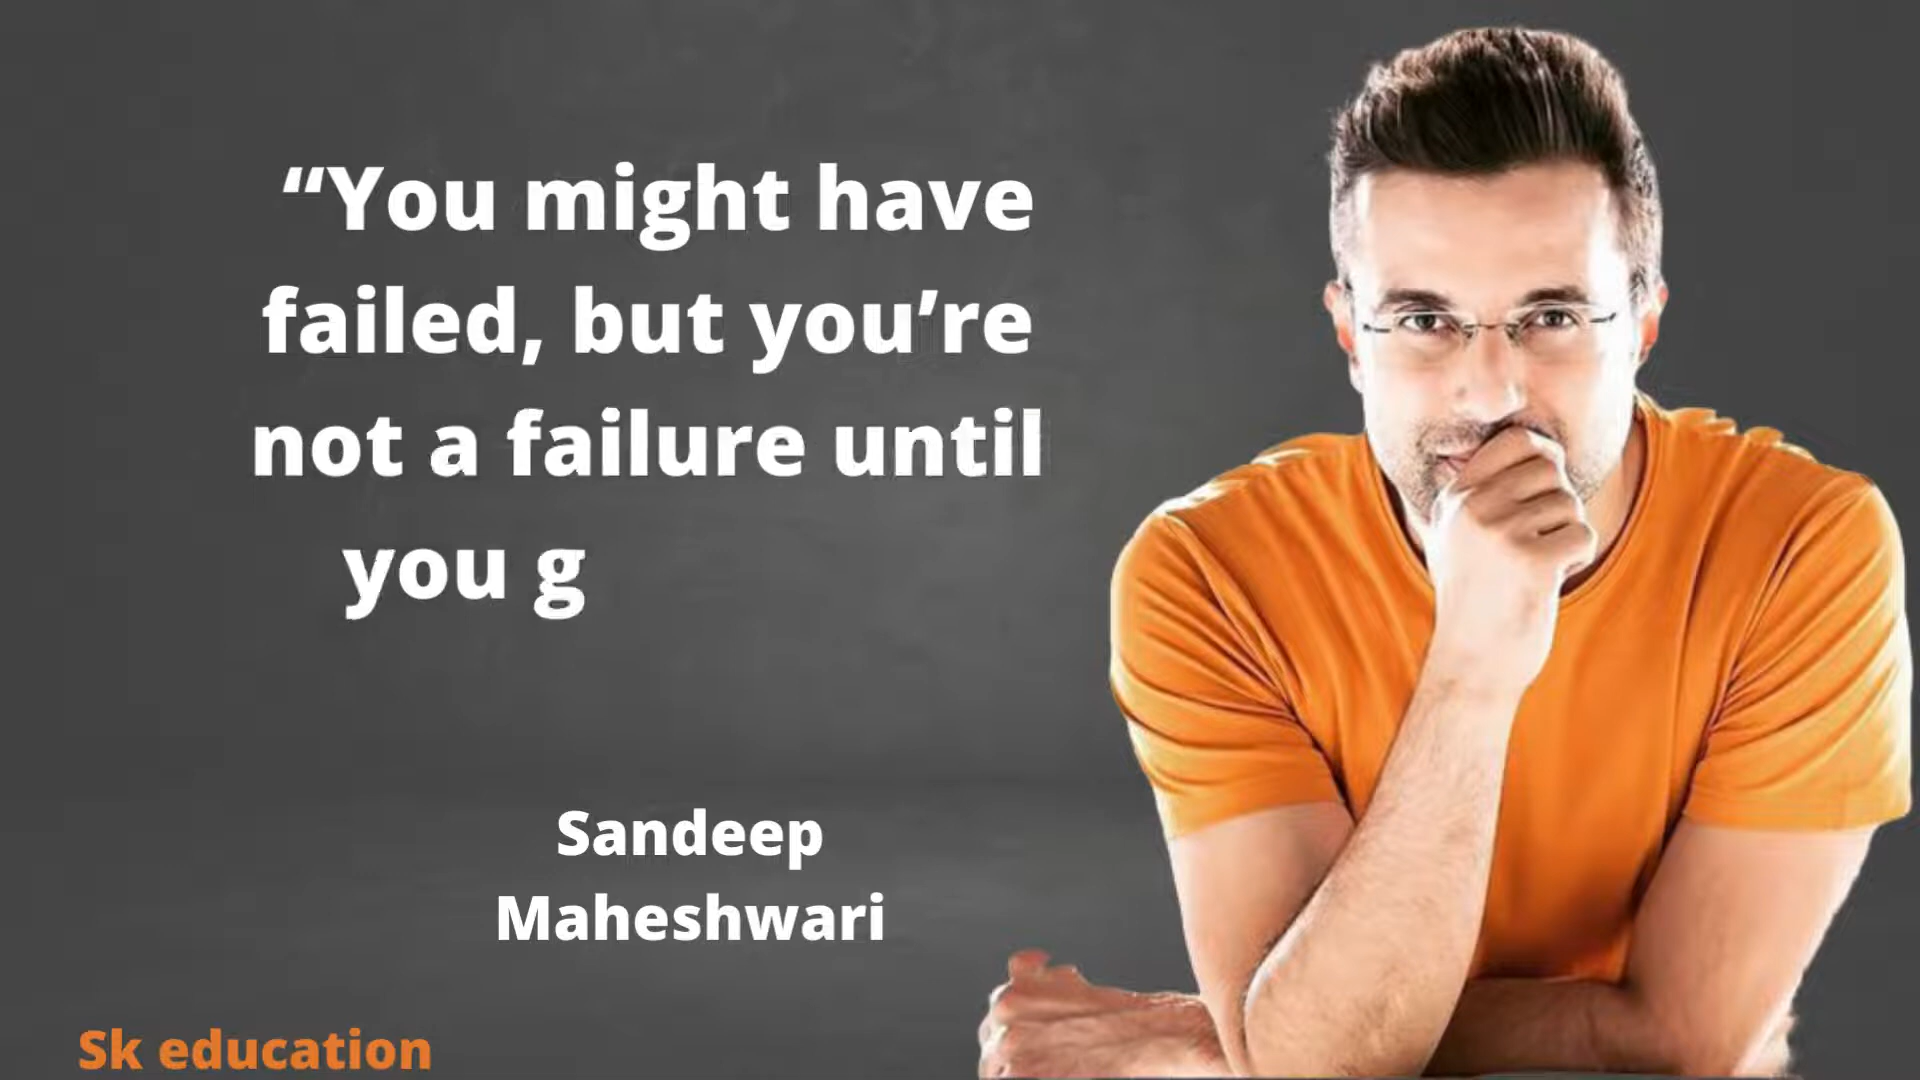 “You might have
failed, but you’re
not a failure until
you g
Sandeep
Maheshwari
Sk education